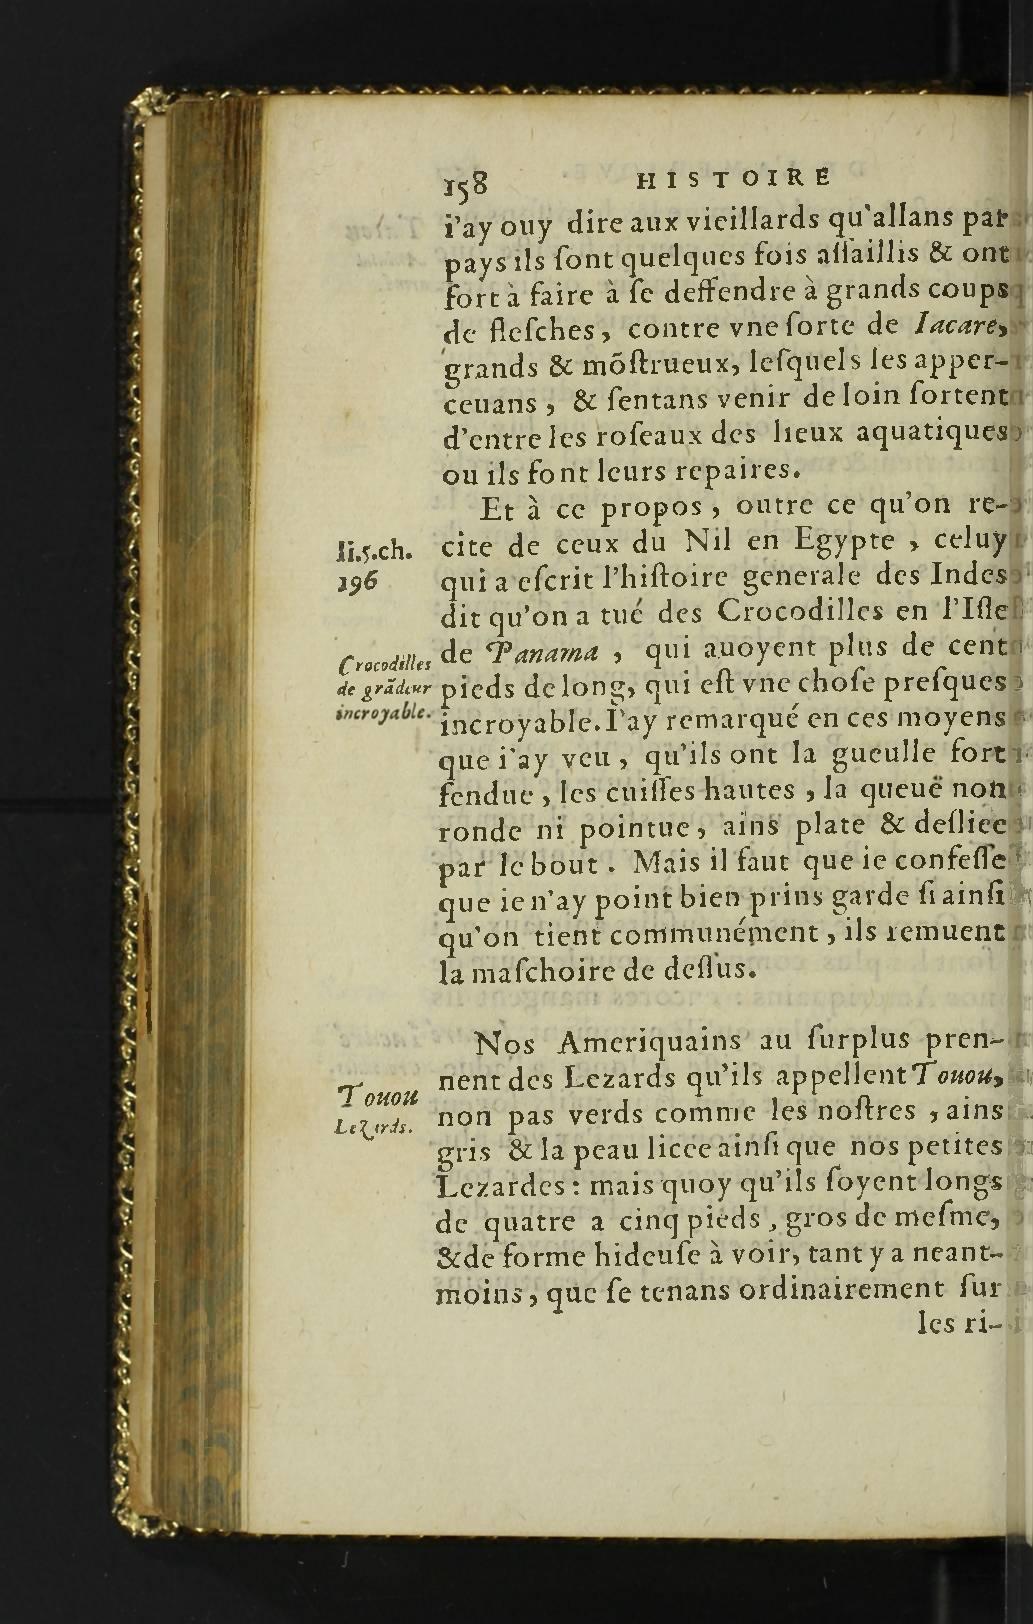 158 HISTOIRE
i'ay ouy dire aux vieillards qu'allans par
pays ils ſont quelques fois aſſaillis & ont
fort à faire à ſe deffendre à grands coups
de fleſches, contre vne ſorte de Iacare,
grands & mõſtrueux, leſquels les apper-
ceuans, & ſentans venir de loin ſortent
d'entre les roſeaux des lieux aquatiques
ou ils font leurs repaires.
Et à ce propos, outre ce qu'on re-
li.5.ch.
196
cite de ceux du Nil en Egypte, celuy
qui a eſcrit l'hiſtoire generale des Indes
dit qu'on a tué des Crocodilles en l'Iſle
Crocodilles
de grãdeur
incroyable.
de Panama, qui auoyent plus de cent
pieds de long, qui eſt vne choſe preſques
incroyable. I'ay remarqué en ces moyens
que i'ay veu, qu'ils ont la gueulle fort
fendue, les cuiſſes hautes, la queuë non
ronde ni pointue, ains plate & deſliee
par le bout. Mais il faut que ie confeſſe
que ie n'ay point bien prins garde ſi ainſi
qu'on tient communément, ils remuent
la maſchoire de deſſus.
Nos Ameriquains au ſurplus pren-
Touou
Lezards.
nent des Lezards qu'ils appellent Touou,
non pas verds comme les noſtres, ains
gris & la peau licee ainſi que nos petites
Lezardes: mais quoy qu'ils ſoyent longs
de quatre a cinq pieds, gros de meſme,
& de forme hideuſe à voir, tant y a neant-
moins, que ſe tenans ordinairement ſur
les ri-